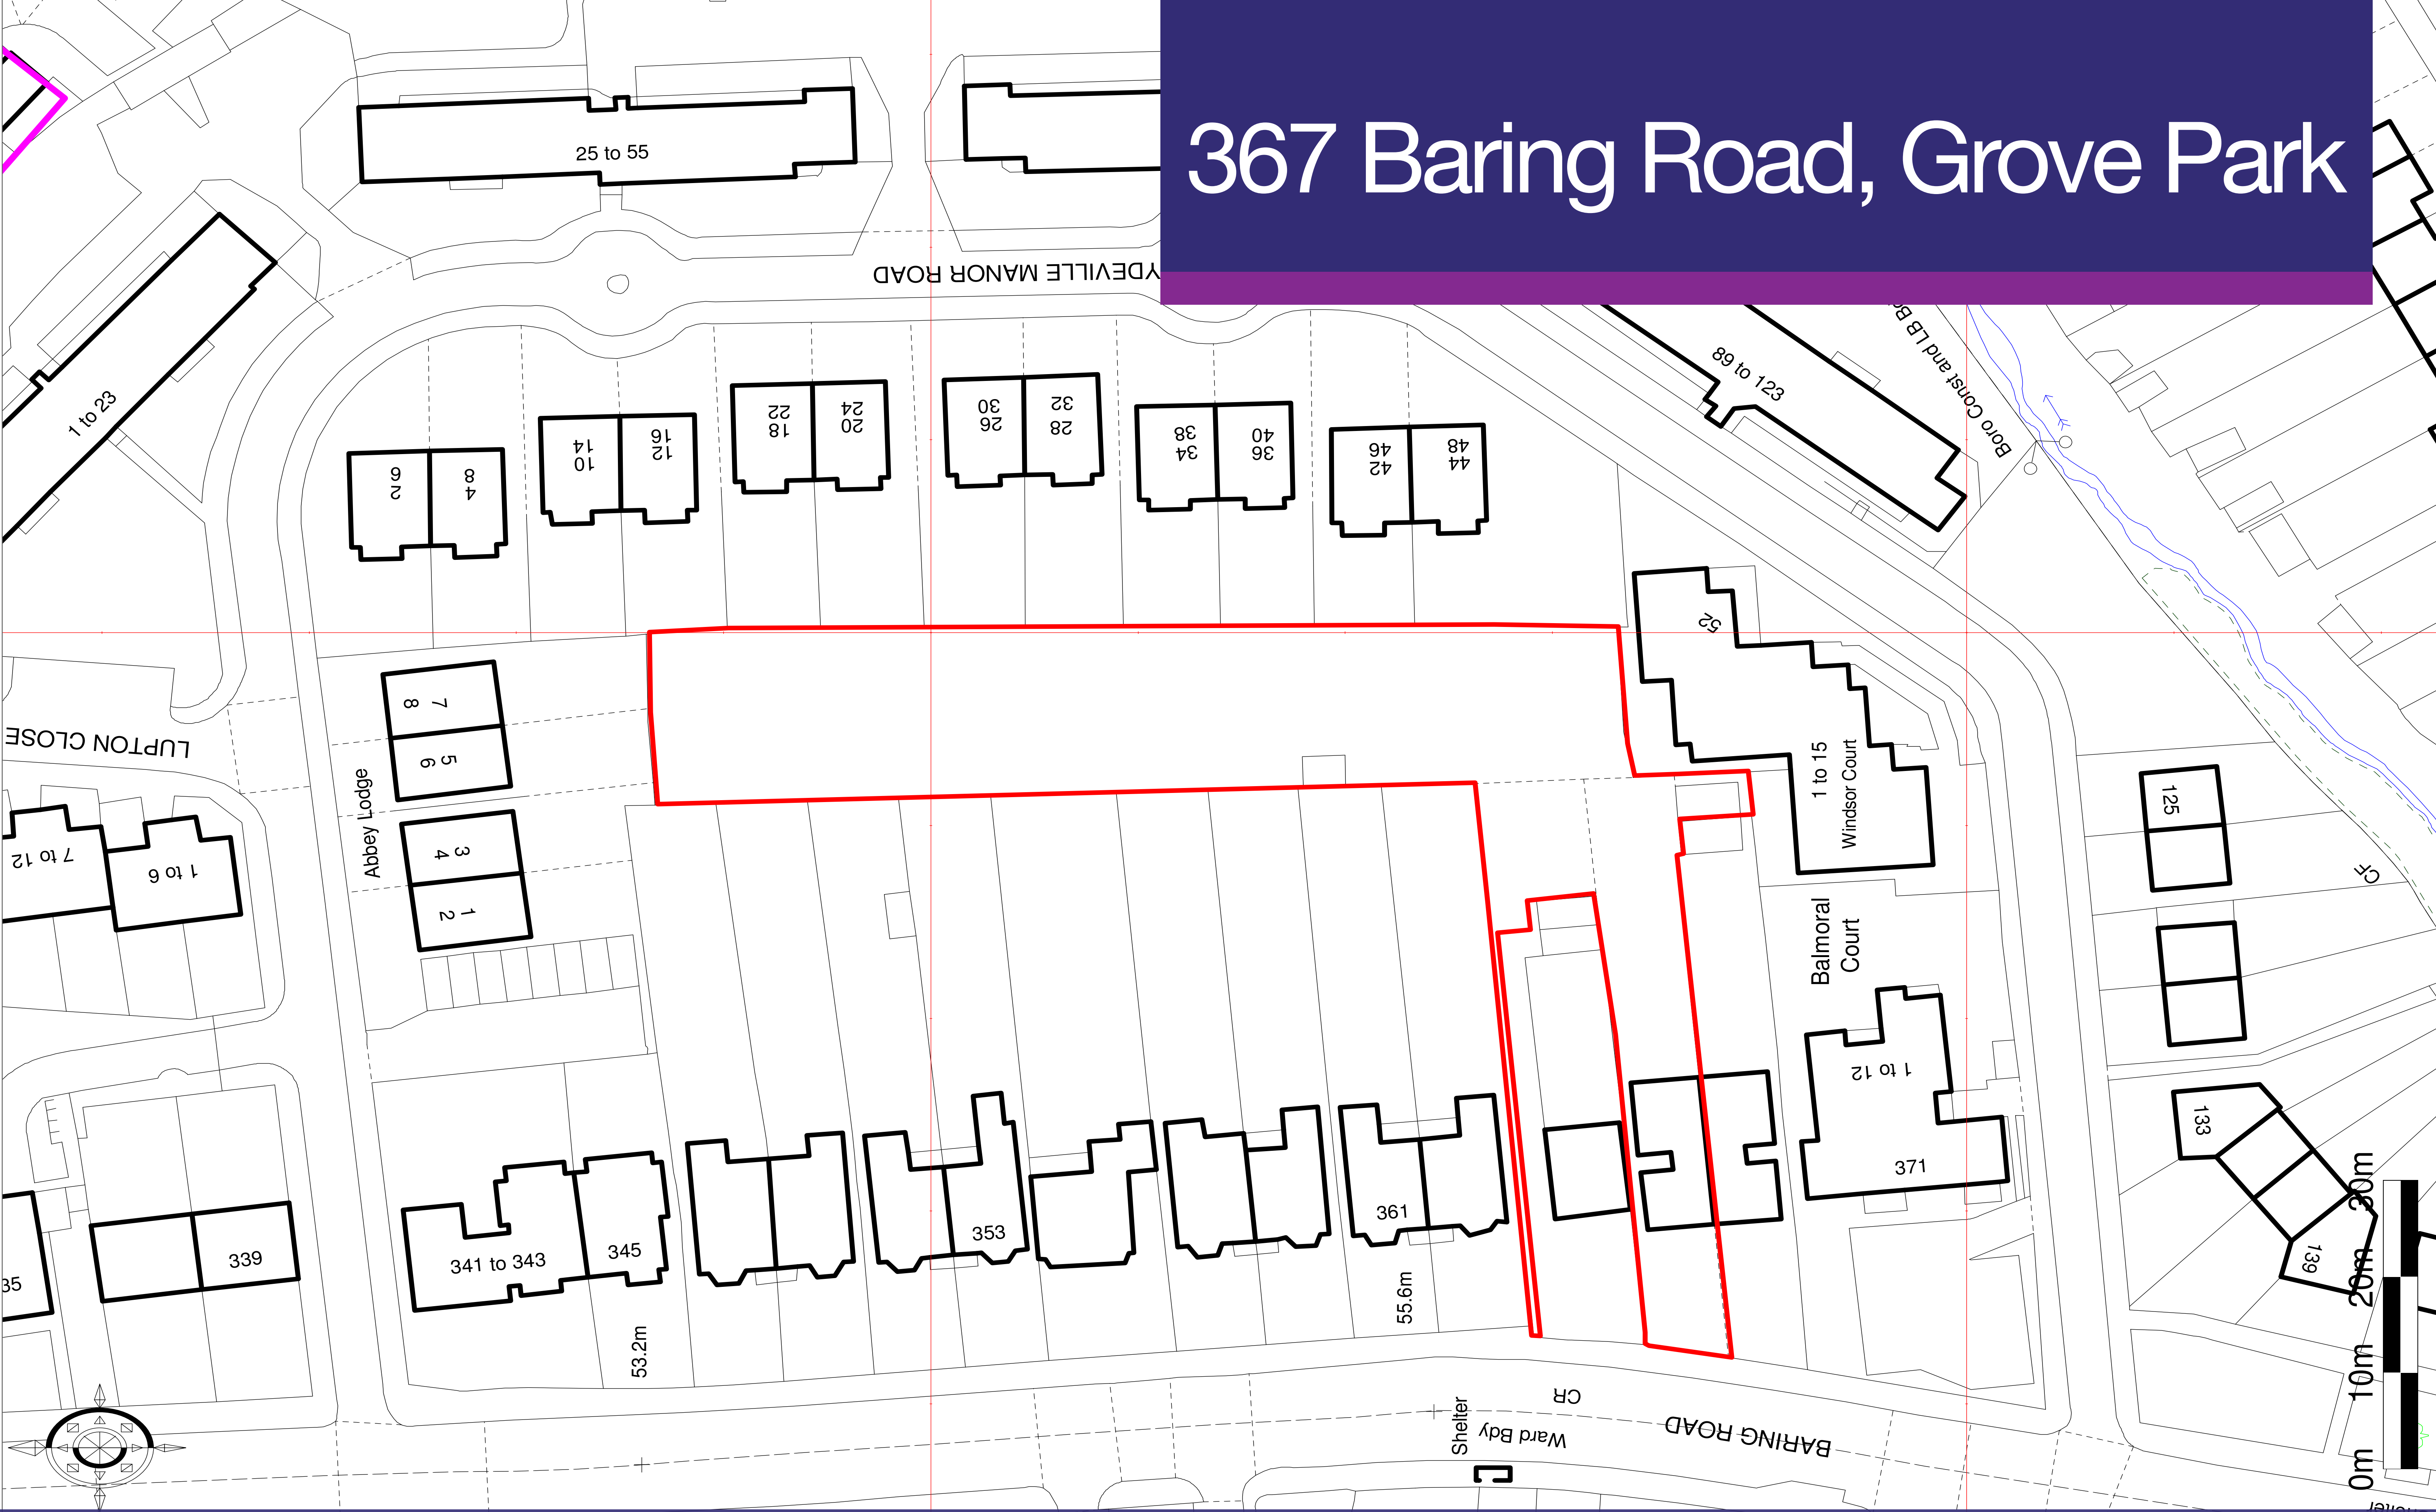 367 Baring Road, Grove Park
25 to 55
YDEVILLE MANOR ROAD
1 to 23
89 to 123
Boro Const and LB Bo
2
6
4
8
10
14
12
16
18
22
20
24
26
30
28
32
34
38
36
40
42
46
44
48
52
LUPTON CLOSE
7
8
5
6
Abbey Lodge
3
4
1
2
7 to 12
1 to 6
1 to 15
Windsor Court
Balmoral
Court
125
CF
1 to 12
371
133
139
35
339
341 to 343
345
353
361
53.2m
55.6m
Shelter
CR
Ward Bdy
BARING ROAD
0m
10m
20m
30m